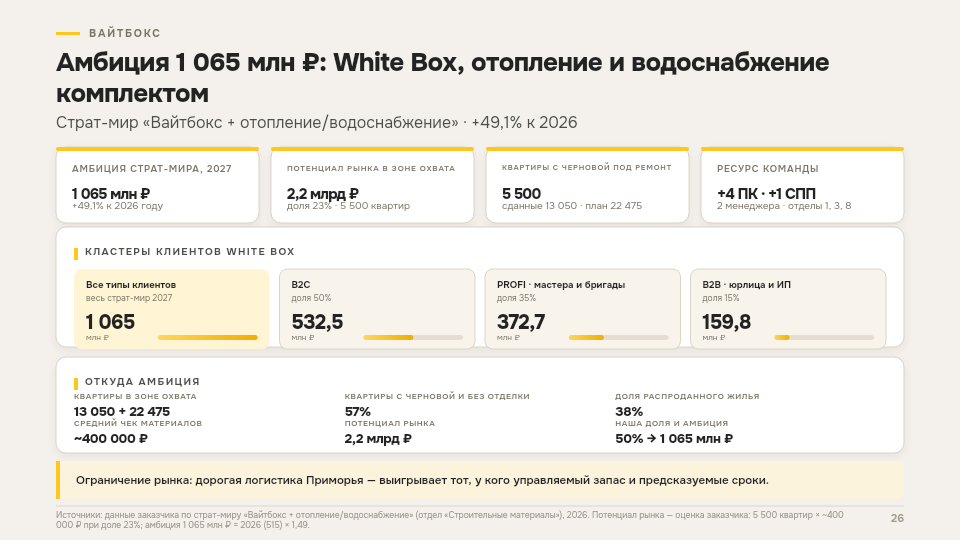 ВАЙТБОКС
Амбиция 1 065 млн ₽: White Box, отопление и водоснабжение
комплектом
Страт-мир «Вайтбокс + отопление/водоснабжение» · +49,1% к 2026
АМБИЦИЯ СТРАТ-МИРА, 2027
1 065 млн ₽
+49,1% к 2026 году
ПОТЕНЦИАЛ РЫНКА В ЗОНЕ ОХВАТА
2,2 млрд ₽
доля 23% · 5 500 квартир
КВАРТИРЫ С ЧЕРНОВОЙ ПОД РЕМОНТ
5 500
сданные 13 050 · план 22 475
РЕСУРС КОМАНДЫ
+4 ПК · +1 СПП
2 менеджера · отделы 1, 3, 8
КЛАСТЕРЫ КЛИЕНТОВ WHITE BOX
Все типы клиентов
весь страт-мир 2027
1 065
млн ₽
B2C
доля 50%
532,5
млн ₽
PROFI · мастера и бригады
доля 35%
372,7
млн ₽
B2B · юрлица и ИП
доля 15%
159,8
млн ₽
ОТКУДА АМБИЦИЯ
КВАРТИРЫ В ЗОНЕ ОХВАТА
13 050 + 22 475
КВАРТИРЫ С ЧЕРНОВОЙ И БЕЗ ОТДЕЛКИ
57%
ДОЛЯ РАСПРОДАННОГО ЖИЛЬЯ
38%
СРЕДНИЙ ЧЕК МАТЕРИАЛОВ
~400 000 ₽
ПОТЕНЦИАЛ РЫНКА
2,2 млрд ₽
НАША ДОЛЯ И АМБИЦИЯ
50% → 1 065 млн ₽
Ограничение рынка: дорогая логистика Приморья — выигрывает тот, у кого управляемый запас и предсказуемые сроки.
Источники: данные заказчика по страт-миру «Вайтбокс + отопление/водоснабжение» (отдел «Строительные материалы»), 2026. Потенциал рынка — оценка заказчика: 5 500 квартир × ~400
000 ₽ при доле 23%; амбиция 1 065 млн ₽ = 2026 (515) × 1,49.
26